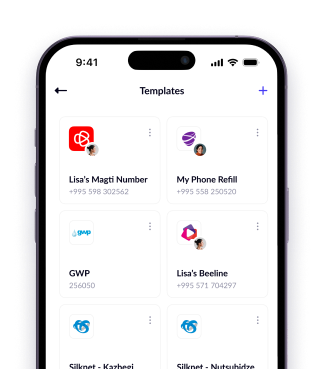 9:41
Templates
Lisa's Magti Number
+995 598 302562
My Phone Refill
+995 558 250520
gwp
GWP
256050
Lisa's Beeline
+995 571 704297
Silknet - Kazbegi
Silknet - Nutsubidze